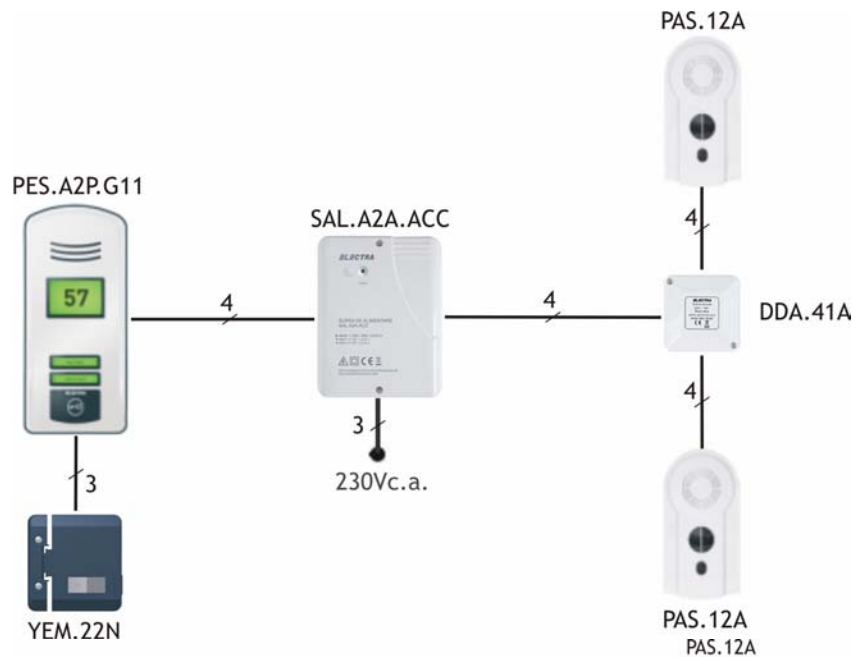 PAS.12A
PES.A2P.G11
SAL.A2A.ACC
57
ELECTRA
4
4
4
DDA.41A
ELECTRA
4
3
230Vc.a.
3
YEM.22N
PAS.12A
PAS.12A